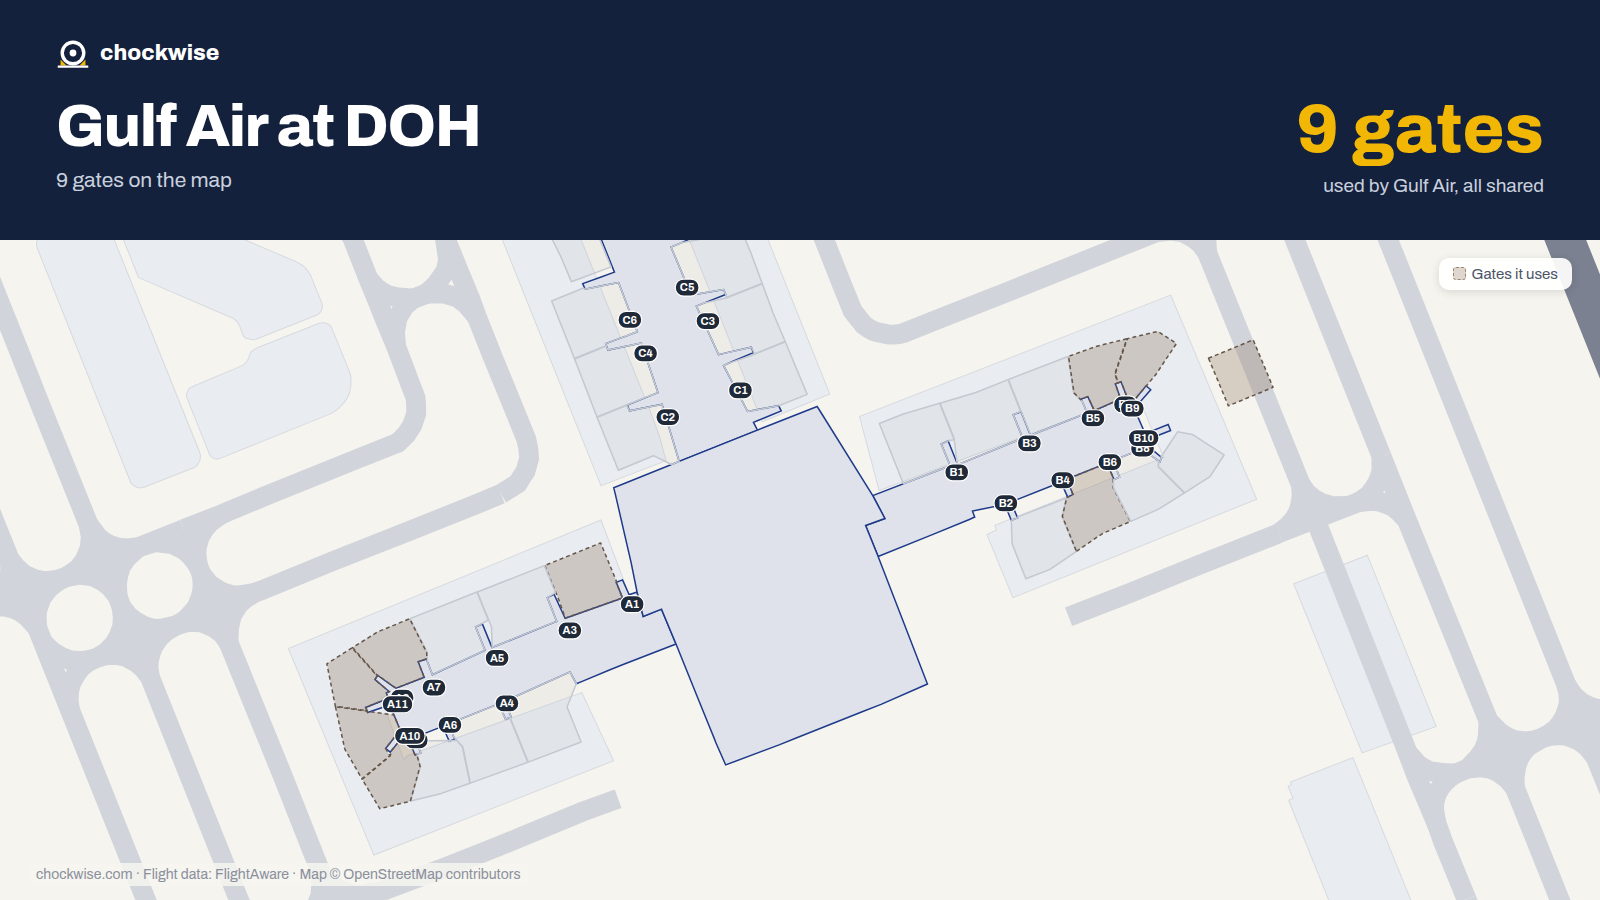 chockwise
Gulf Air at DOH
9 gates on the map
9 gates
used by Gulf Air, all shared
Gates it uses
C5
C6
C3
C4
C1
C2
B9
B5
B10
B3
B6
B1
B4
B2
A1
A3
A5
A7
A11
A4
A6
A10
chockwise.com · Flight data: FlightAware · Map © OpenStreetMap contributors